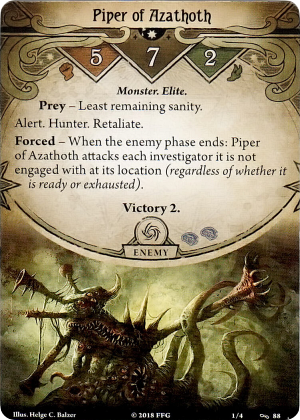 Piper of Azathoth
5 7 2
Monster. Elite.
Prey – Least remaining sanity.
Alert. Hunter. Retaliate.
Forced – When the enemy phase ends: Piper
of Azathoth attacks each investigator it is not
engaged with at its location (regardless of whether it
is ready or exhausted).
Victory 2.
ENEMY
Illus. Helge C. Balzer © 2018 FFG 1/4 88